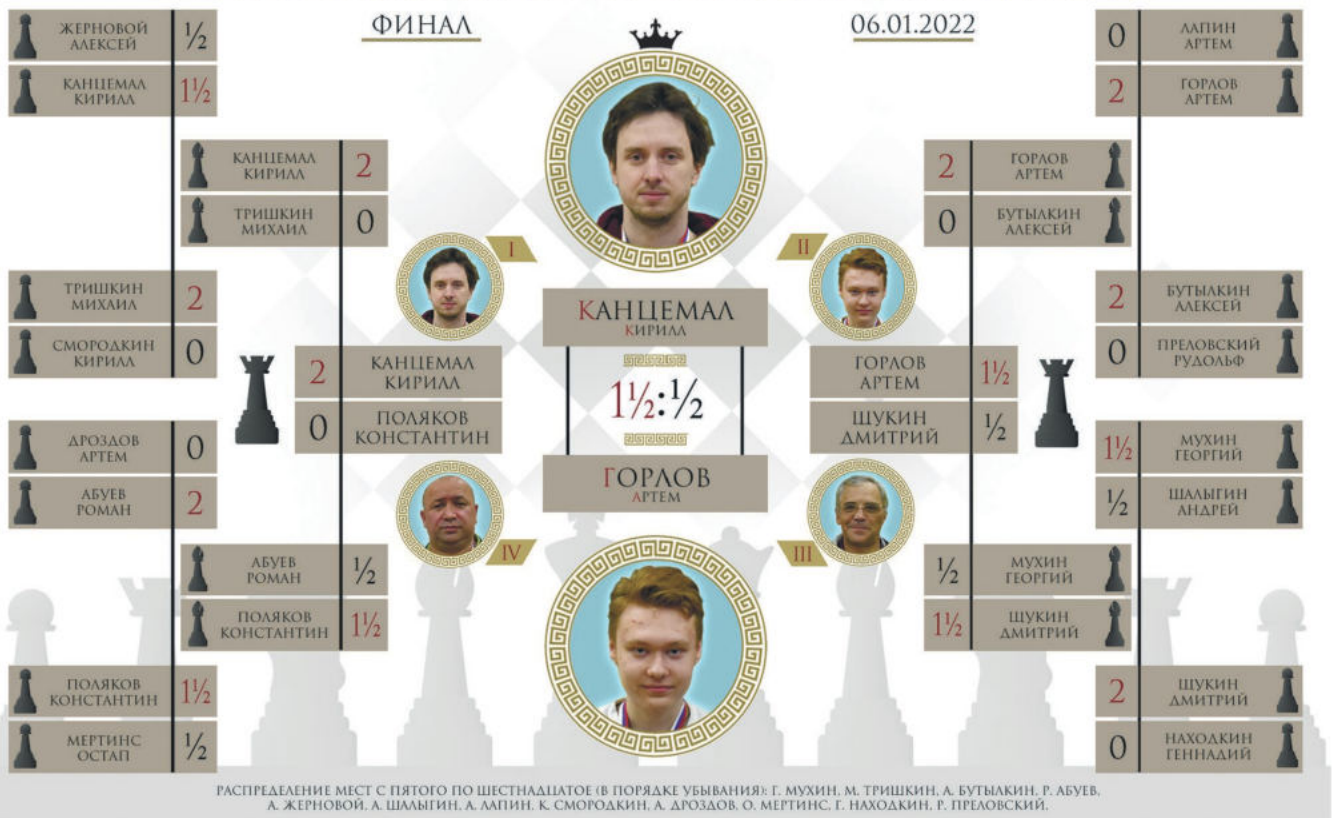 ФИНАЛ
06.01.2022
ЖЕРНОВОЙ
АЛЕКСЕЙ
½
КАНЦЕМАЛ
КИРИЛЛ
1½
КАНЦЕМАЛ
КИРИЛЛ
2
ТРИШКИН
МИХАИЛ
0
ТРИШКИН
МИХАИЛ
2
СМОРОДКИН
КИРИЛЛ
0
2
КАНЦЕМАЛ
КИРИЛЛ
0
ПОЛЯКОВ
КОНСТАНТИН
ДРОЗДОВ
АРТЕМ
0
АБУЕВ
РОМАН
2
АБУЕВ
РОМАН
½
ПОЛЯКОВ
КОНСТАНТИН
1½
ПОЛЯКОВ
КОНСТАНТИН
1½
МЕРТИНС
ОСТАП
½
I
II
КАНЦЕМАЛ
КИРИЛЛ
1½:½
ГОРЛОВ
АРТЕМ
IV
III
0
ЛАПИН
АРТЕМ
2
ГОРЛОВ
АРТЕМ
2
ГОРЛОВ
АРТЕМ
0
БУТЫЛКИН
АЛЕКСЕЙ
2
БУТЫЛКИН
АЛЕКСЕЙ
0
ПРЕЛОВСКИЙ
РУДОЛЬФ
ГОРЛОВ
АРТЕМ
1½
ЩУКИН
ДМИТРИЙ
½
1½
МУХИН
ГЕОРГИЙ
½
ШАЛЫГИН
АНДРЕЙ
½
МУХИН
ГЕОРГИЙ
1½
ЩУКИН
ДМИТРИЙ
2
ЩУКИН
ДМИТРИЙ
0
НАХОДКИН
ГЕННАДИЙ
РАСПРЕДЕЛЕНИЕ МЕСТ С ПЯТОГО ПО ШЕСТНАДЦАТОЕ (В ПОРЯДКЕ УБЫВАНИЯ): Г. МУХИН, М. ТРИШКИН, А. БУТЫЛКИН, Р. АБУЕВ,
А. ЖЕРНОВОЙ, А. ШАЛЫГИН, А. ЛАПИН, К. СМОРОДКИН, А. ДРОЗДОВ, О. МЕРТИНС, Г. НАХОДКИН, Р. ПРЕЛОВСКИЙ.